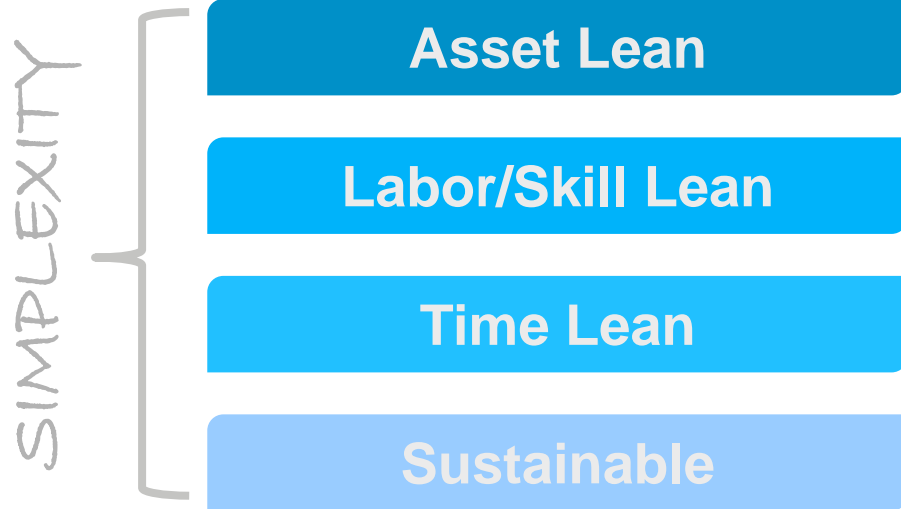 SIMPLEXITY
Asset Lean
Labor/Skill Lean
Time Lean
Sustainable